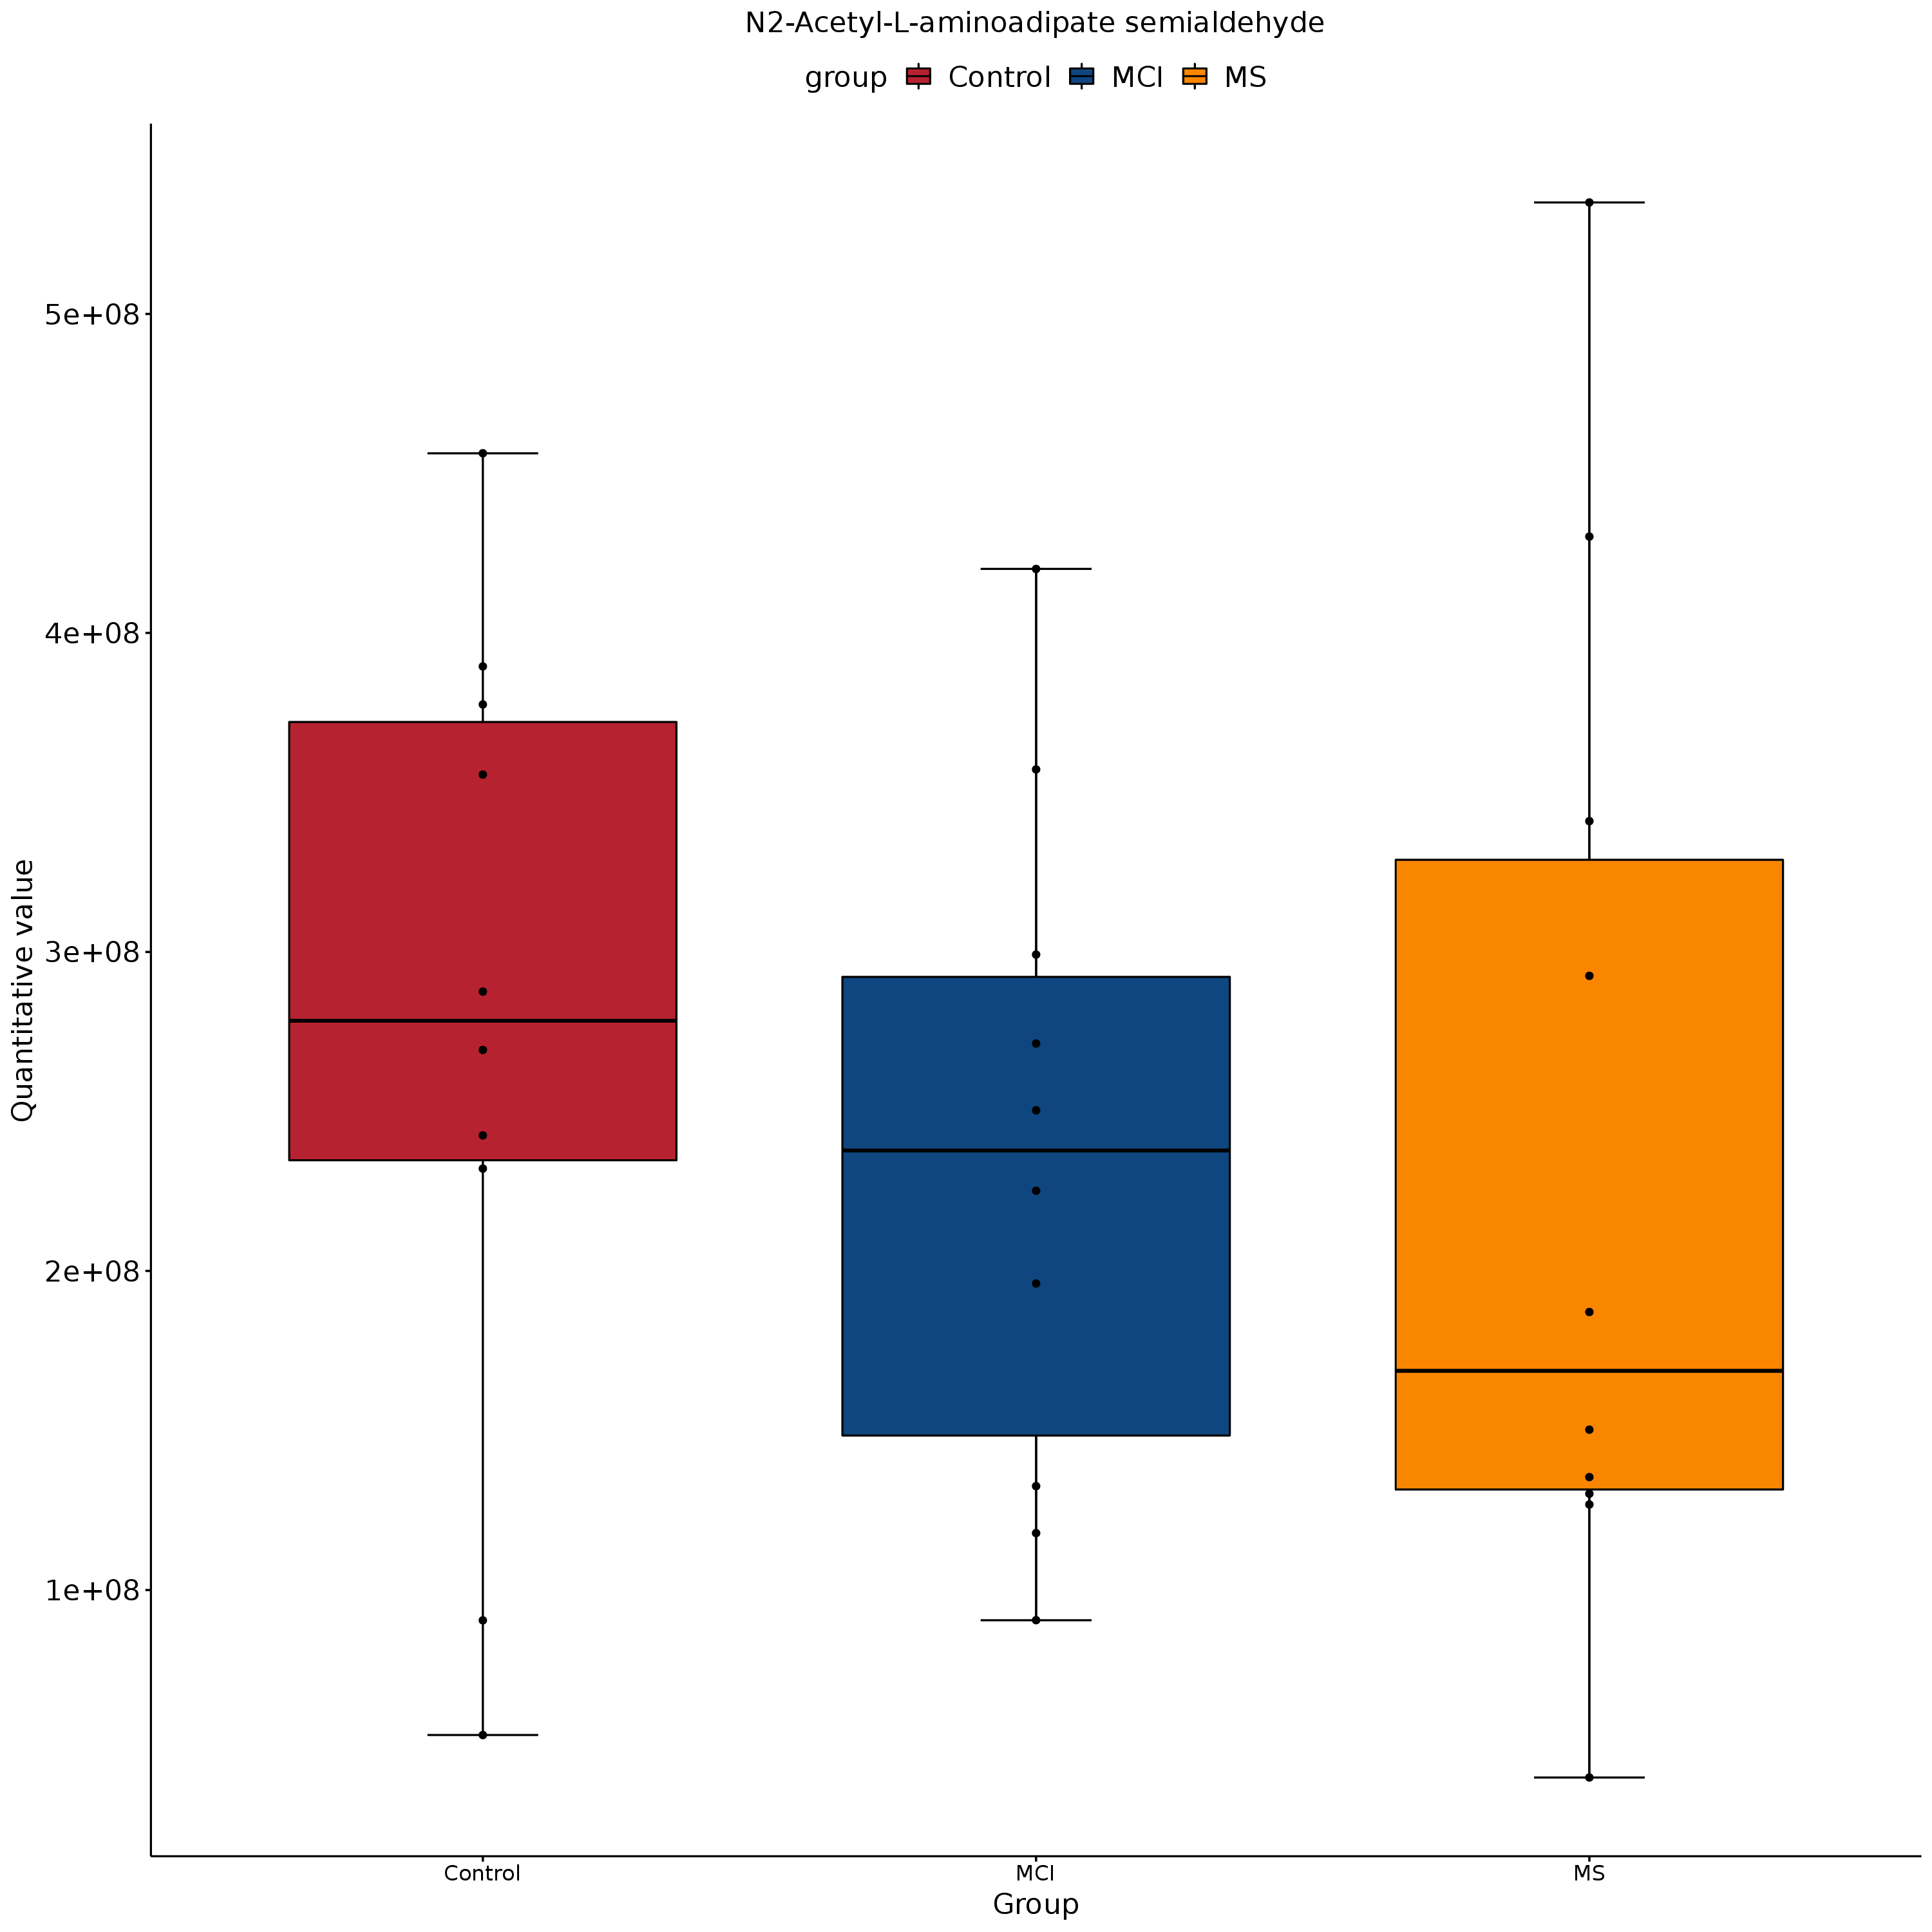 N2-Acetyl-L-aminoadipate semialdehyde
group Control MCI MS
Quantitative value
5e+08
4e+08
3e+08
2e+08
1e+08
Control MCI MS
Group